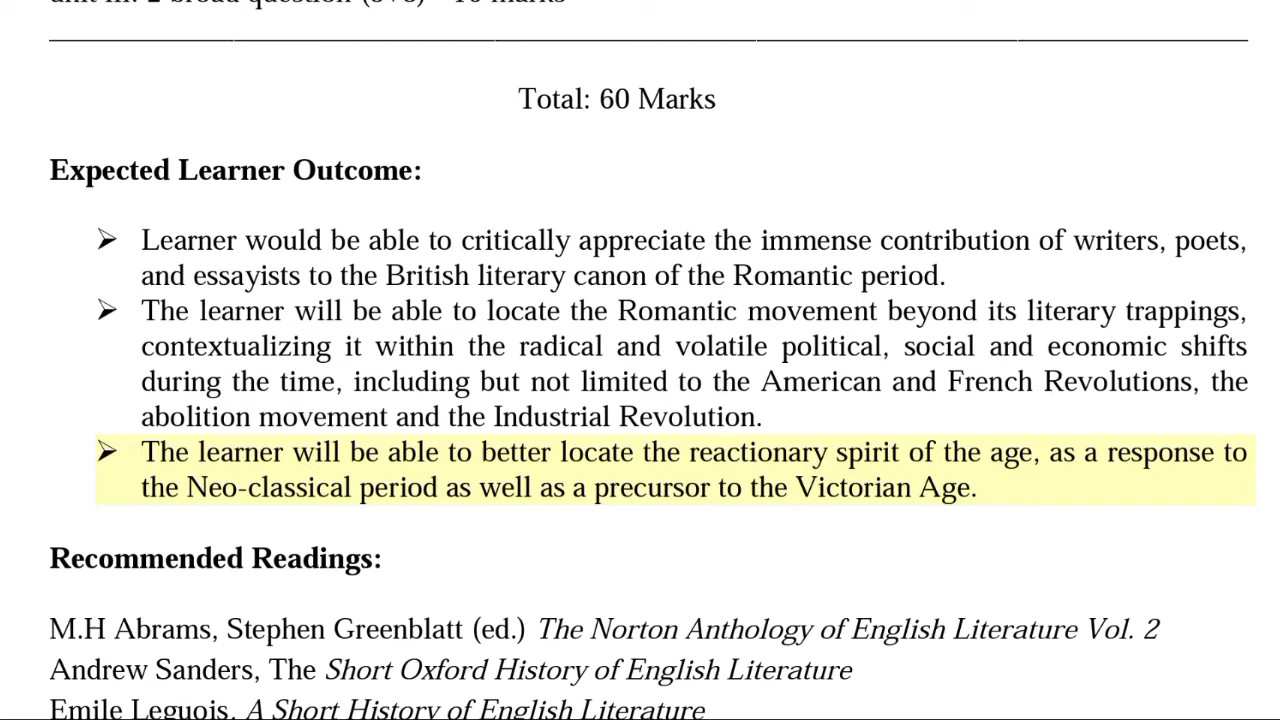 Total: 60 Marks
Expected Learner Outcome:
➢ Learner would be able to critically appreciate the immense contribution of writers, poets,
and essayists to the British literary canon of the Romantic period.
➢ The learner will be able to locate the Romantic movement beyond its literary trappings,
contextualizing it within the radical and volatile political, social and economic shifts
during the time, including but not limited to the American and French Revolutions, the
abolition movement and the Industrial Revolution.
➢ The learner will be able to better locate the reactionary spirit of the age, as a response to
the Neo-classical period as well as a precursor to the Victorian Age.
Recommended Readings:
M.H Abrams, Stephen Greenblatt (ed.) The Norton Anthology of English Literature Vol. 2
Andrew Sanders, The Short Oxford History of English Literature
Emile Leguois, A Short History of English Literature